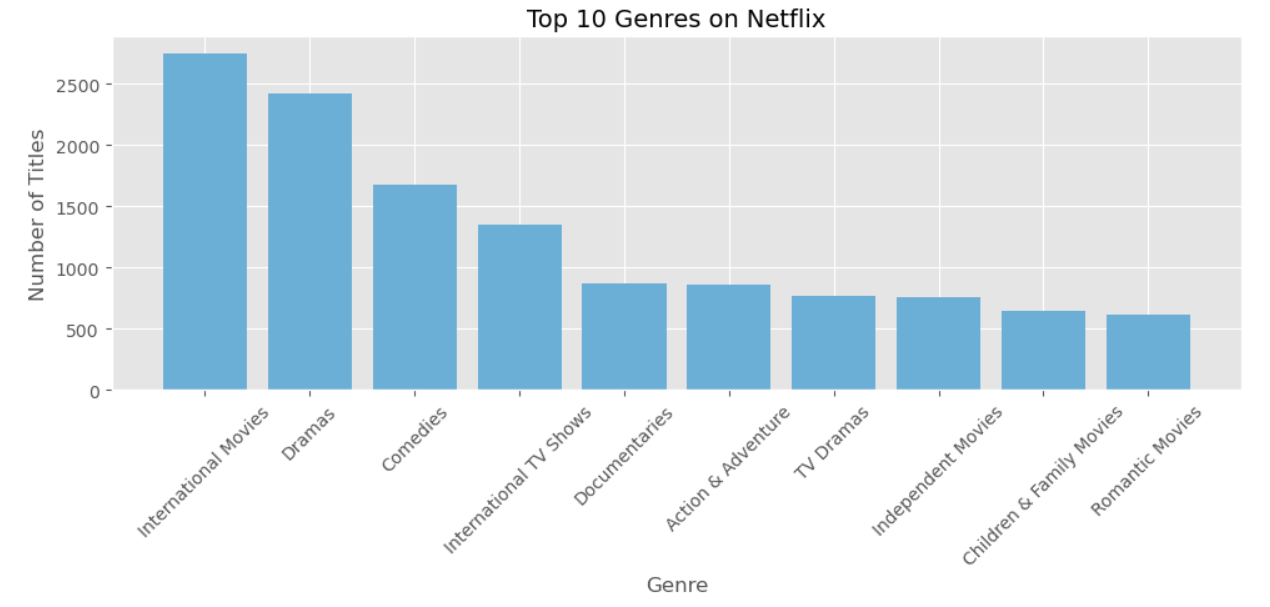 Top 10 Genres on Netflix
Number of Titles
2500
2000
1500
1000
500
0
International Movies
Dramas
Comedies
International TV Shows
Documentaries
Action & Adventure
TV Dramas
Independent Movies
Children & Family Movies
Romantic Movies
Genre